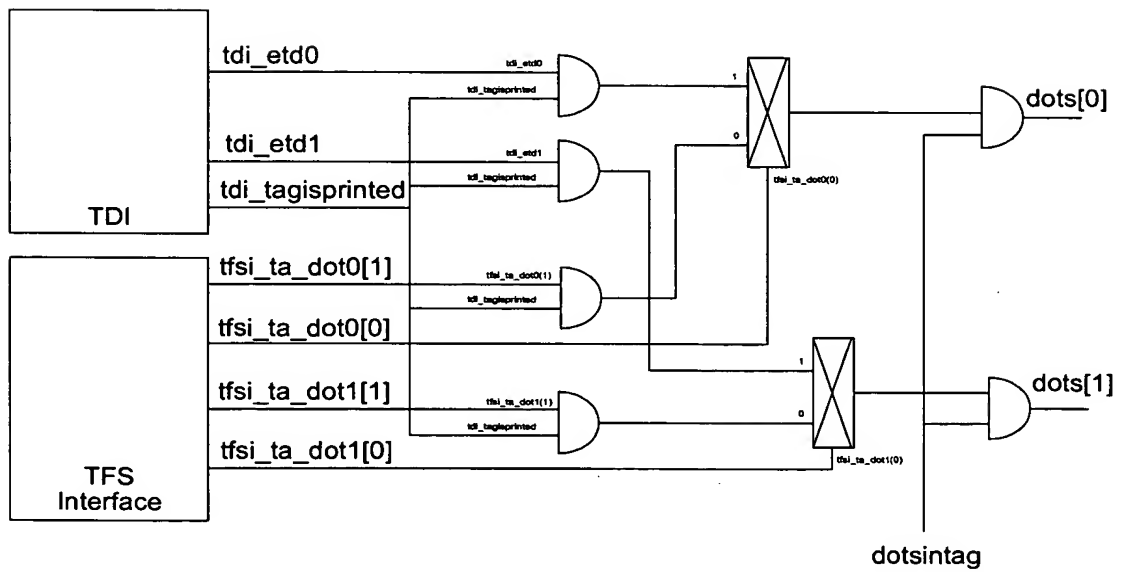 tdi_etd0
tdi_etd0
tdi_tagisprinted
1
0
dots[0]
tdi_etd1
tdi_etd1
tdi_tagisprinted
tdi_tagisprinted
TDI
tfsi_ta_dot0(0)
tfsi_ta_dot0[1]
tfsi_ta_dot0(1)
tdi_tagisprinted
tfsi_ta_dot0[0]
1
0
dots[1]
tfsi_ta_dot1[1]
tfsi_ta_dot1(1)
tdi_tagisprinted
tfsi_ta_dot1[0]
tfsi_ta_dot1(0)
TFS
Interface
dotsintag